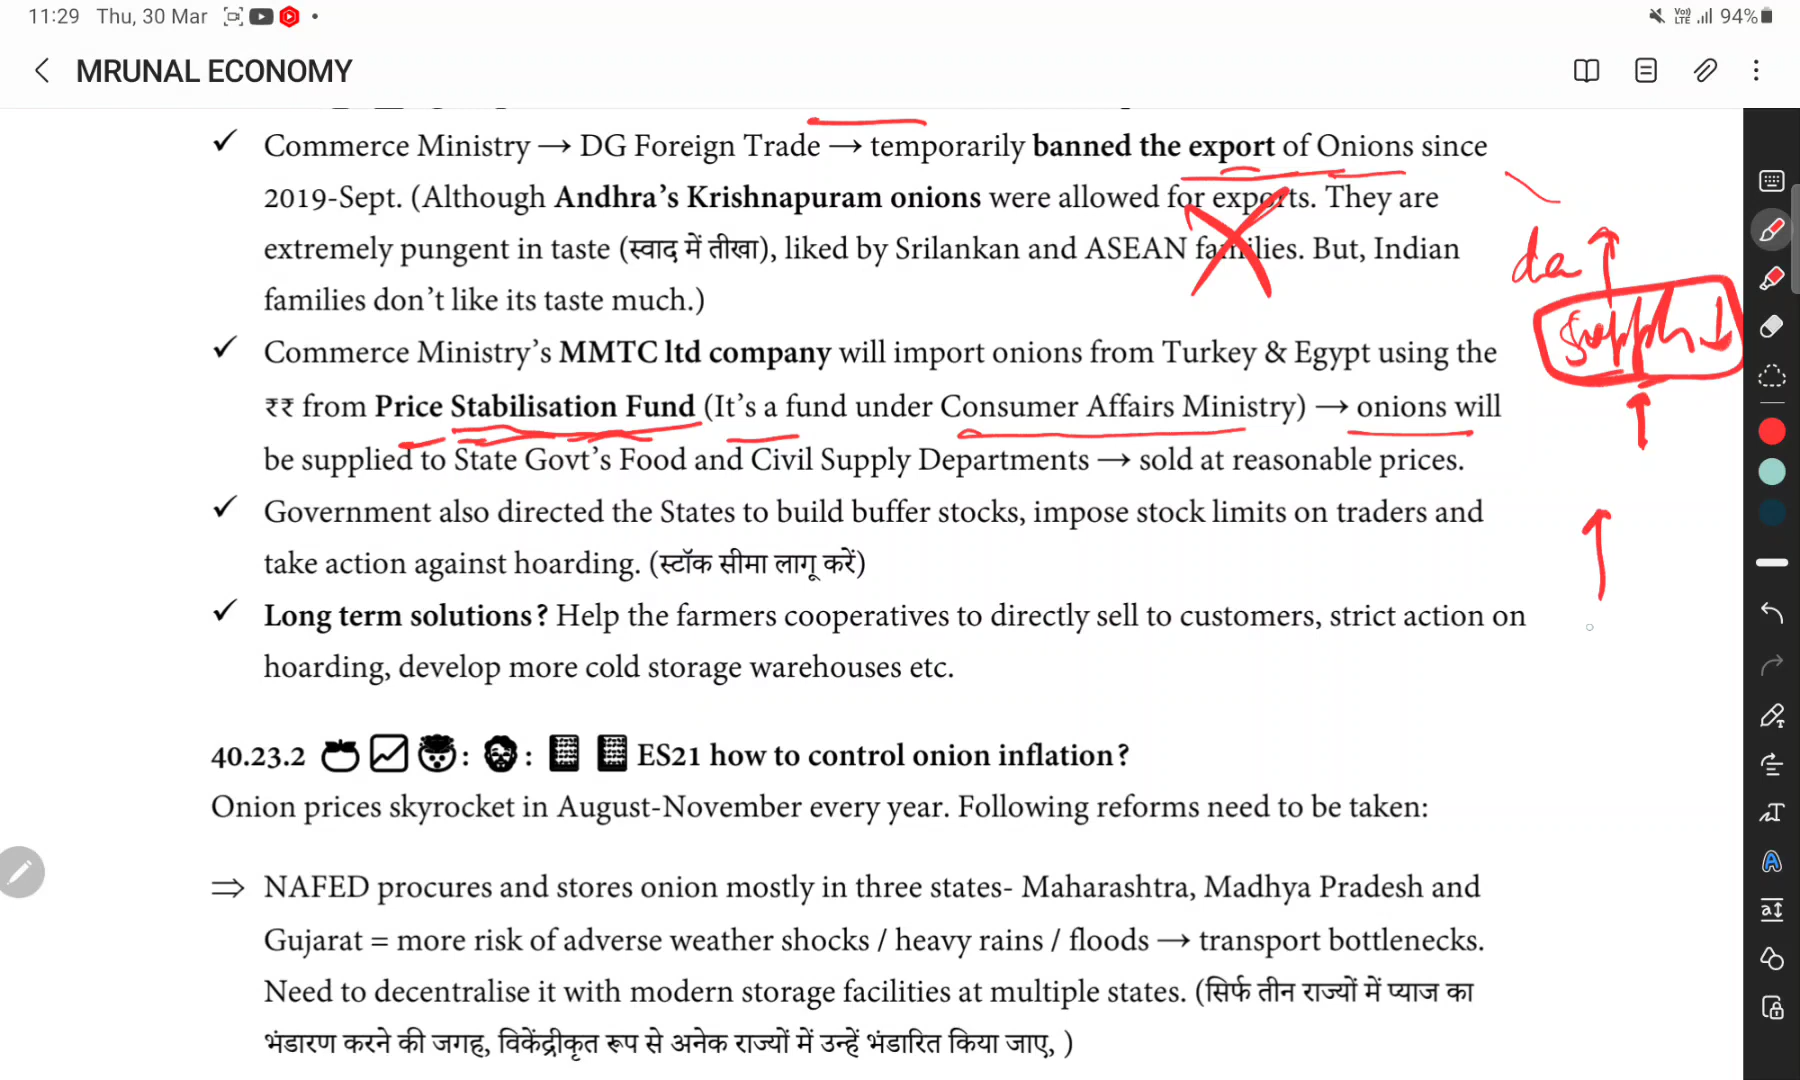 11:29 Thu, 30 Mar 94%
MRUNAL ECONOMY
✓ Commerce Ministry → DG Foreign Trade → temporarily banned the export of Onions since
2019-Sept. (Although Andhra’s Krishnapuram onions were allowed for exports. They are
extremely pungent in taste (स्वाद में तीखा), liked by Srilankan and ASEAN families. But, Indian
families don’t like its taste much.)
de ↑
supply ↓
✓ Commerce Ministry’s MMTC ltd company will import onions from Turkey & Egypt using the
₹₹ from Price Stabilisation Fund (It’s a fund under Consumer Affairs Ministry) → onions will
be supplied to State Govt’s Food and Civil Supply Departments → sold at reasonable prices.
✓ Government also directed the States to build buffer stocks, impose stock limits on traders and
take action against hoarding. (स्टॉक सीमा लागू करें)
✓ Long term solutions? Help the farmers cooperatives to directly sell to customers, strict action on
hoarding, develop more cold storage warehouses etc.
40.23.2 : : ES21 how to control onion inflation?
Onion prices skyrocket in August-November every year. Following reforms need to be taken:
⇒ NAFED procures and stores onion mostly in three states- Maharashtra, Madhya Pradesh and
Gujarat = more risk of adverse weather shocks / heavy rains / floods → transport bottlenecks.
Need to decentralise it with modern storage facilities at multiple states. (सिर्फ तीन राज्यों में प्याज का
भंडारण करने की जगह, विकेंद्रीकृत रूप से अनेक राज्यों में उन्हें भंडारित किया जाए, )